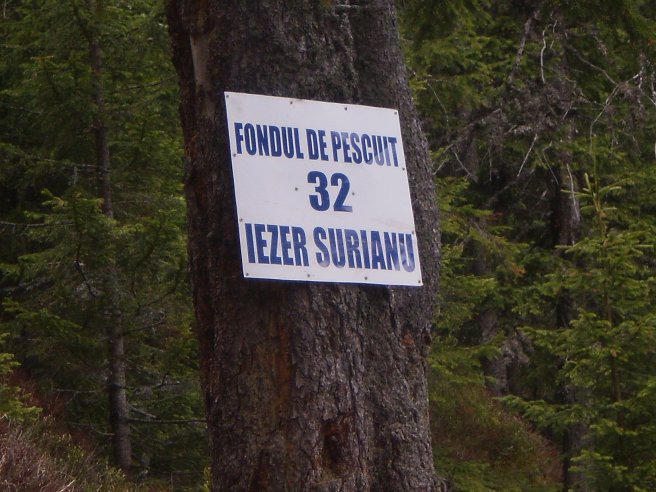 FONDUL DE PESCUIT
32
IEZER SURIANU